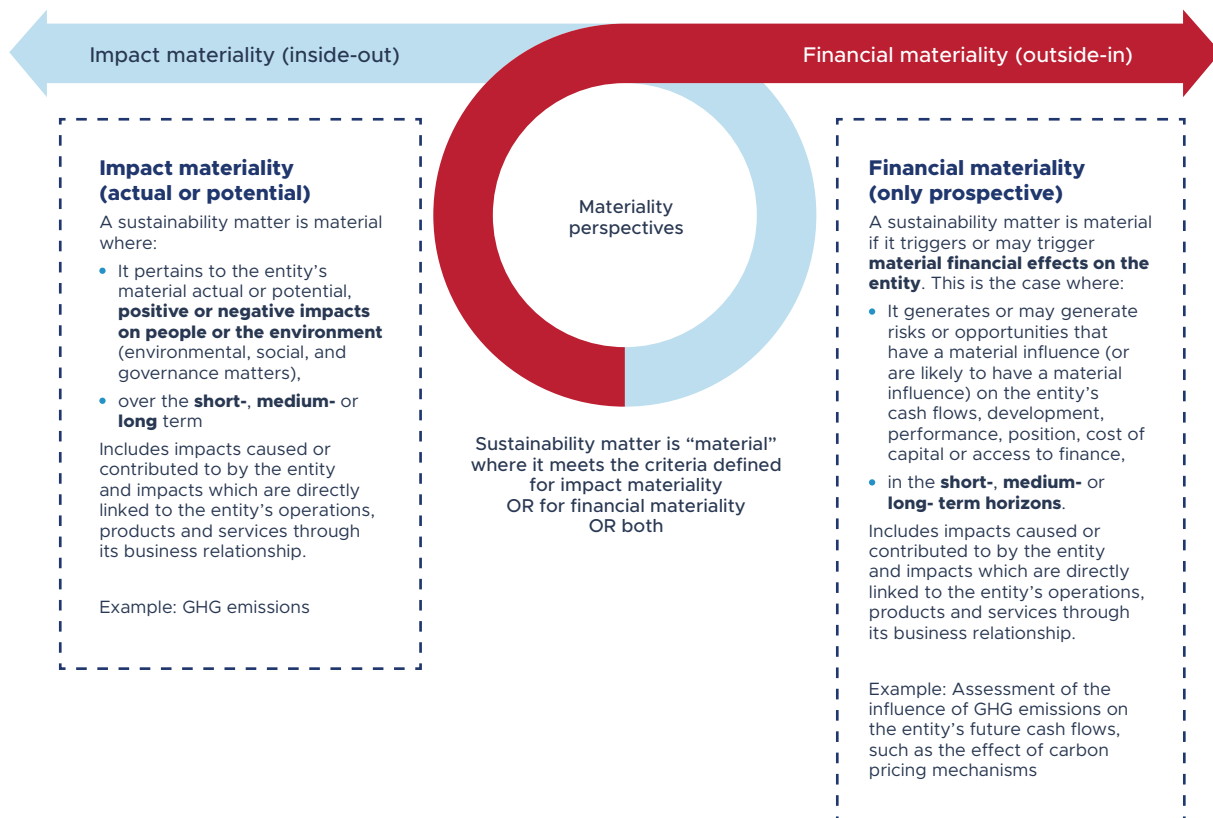 Impact materiality (inside-out)
Financial materiality (outside-in)
Impact materiality
(actual or potential)
A sustainability matter is material
where:
• It pertains to the entity's
material actual or potential,
positive or negative impacts
on people or the environment
(environmental, social, and
governance matters),
• over the short-, medium- or
long term
Includes impacts caused or
contributed to by the entity
and impacts which are directly
linked to the entity's operations,
products and services through
its business relationship.
Example: GHG emissions
Materiality
perspectives
Sustainability matter is “material”
where it meets the criteria defined
for impact materiality
OR for financial materiality
OR both
Financial materiality
(only prospective)
A sustainability matter is material
if it triggers or may trigger
material financial effects on the
entity. This is the case where:
• It generates or may generate
risks or opportunities that
have a material influence (or
are likely to have a material
influence) on the entity's
cash flows, development,
performance, position, cost of
capital or access to finance,
• in the short-, medium- or
long- term horizons.
Includes impacts caused or
contributed to by the entity
and impacts which are directly
linked to the entity's operations,
products and services through
its business relationship.
Example: Assessment of the
influence of GHG emissions on
the entity's future cash flows,
such as the effect of carbon
pricing mechanisms